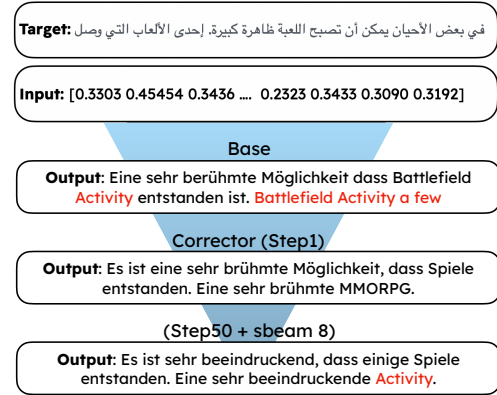 Target: في بعض الأحيان يمكن أن تصبح اللعبة ظاهرة كبيرة. إحدى الألعاب التي وصل
Input: [0.3303 0.45454 0.3436 .... 0.2323 0.3433 0.3090 0.3192]
Base
Output: Eine sehr berühmte Möglichkeit dass Battlefield
Activity entstanden ist. Battlefield Activity a few
Corrector (Step1)
Output: Es ist eine sehr brühmte Möglichkeit, dass Spiele
entstanden. Eine sehr brühmte MMORPG.
(Step50 + sbeam 8)
Output: Es ist sehr beeindruckend, dass einige Spiele
entstanden. Eine sehr beeindruckende Activity.